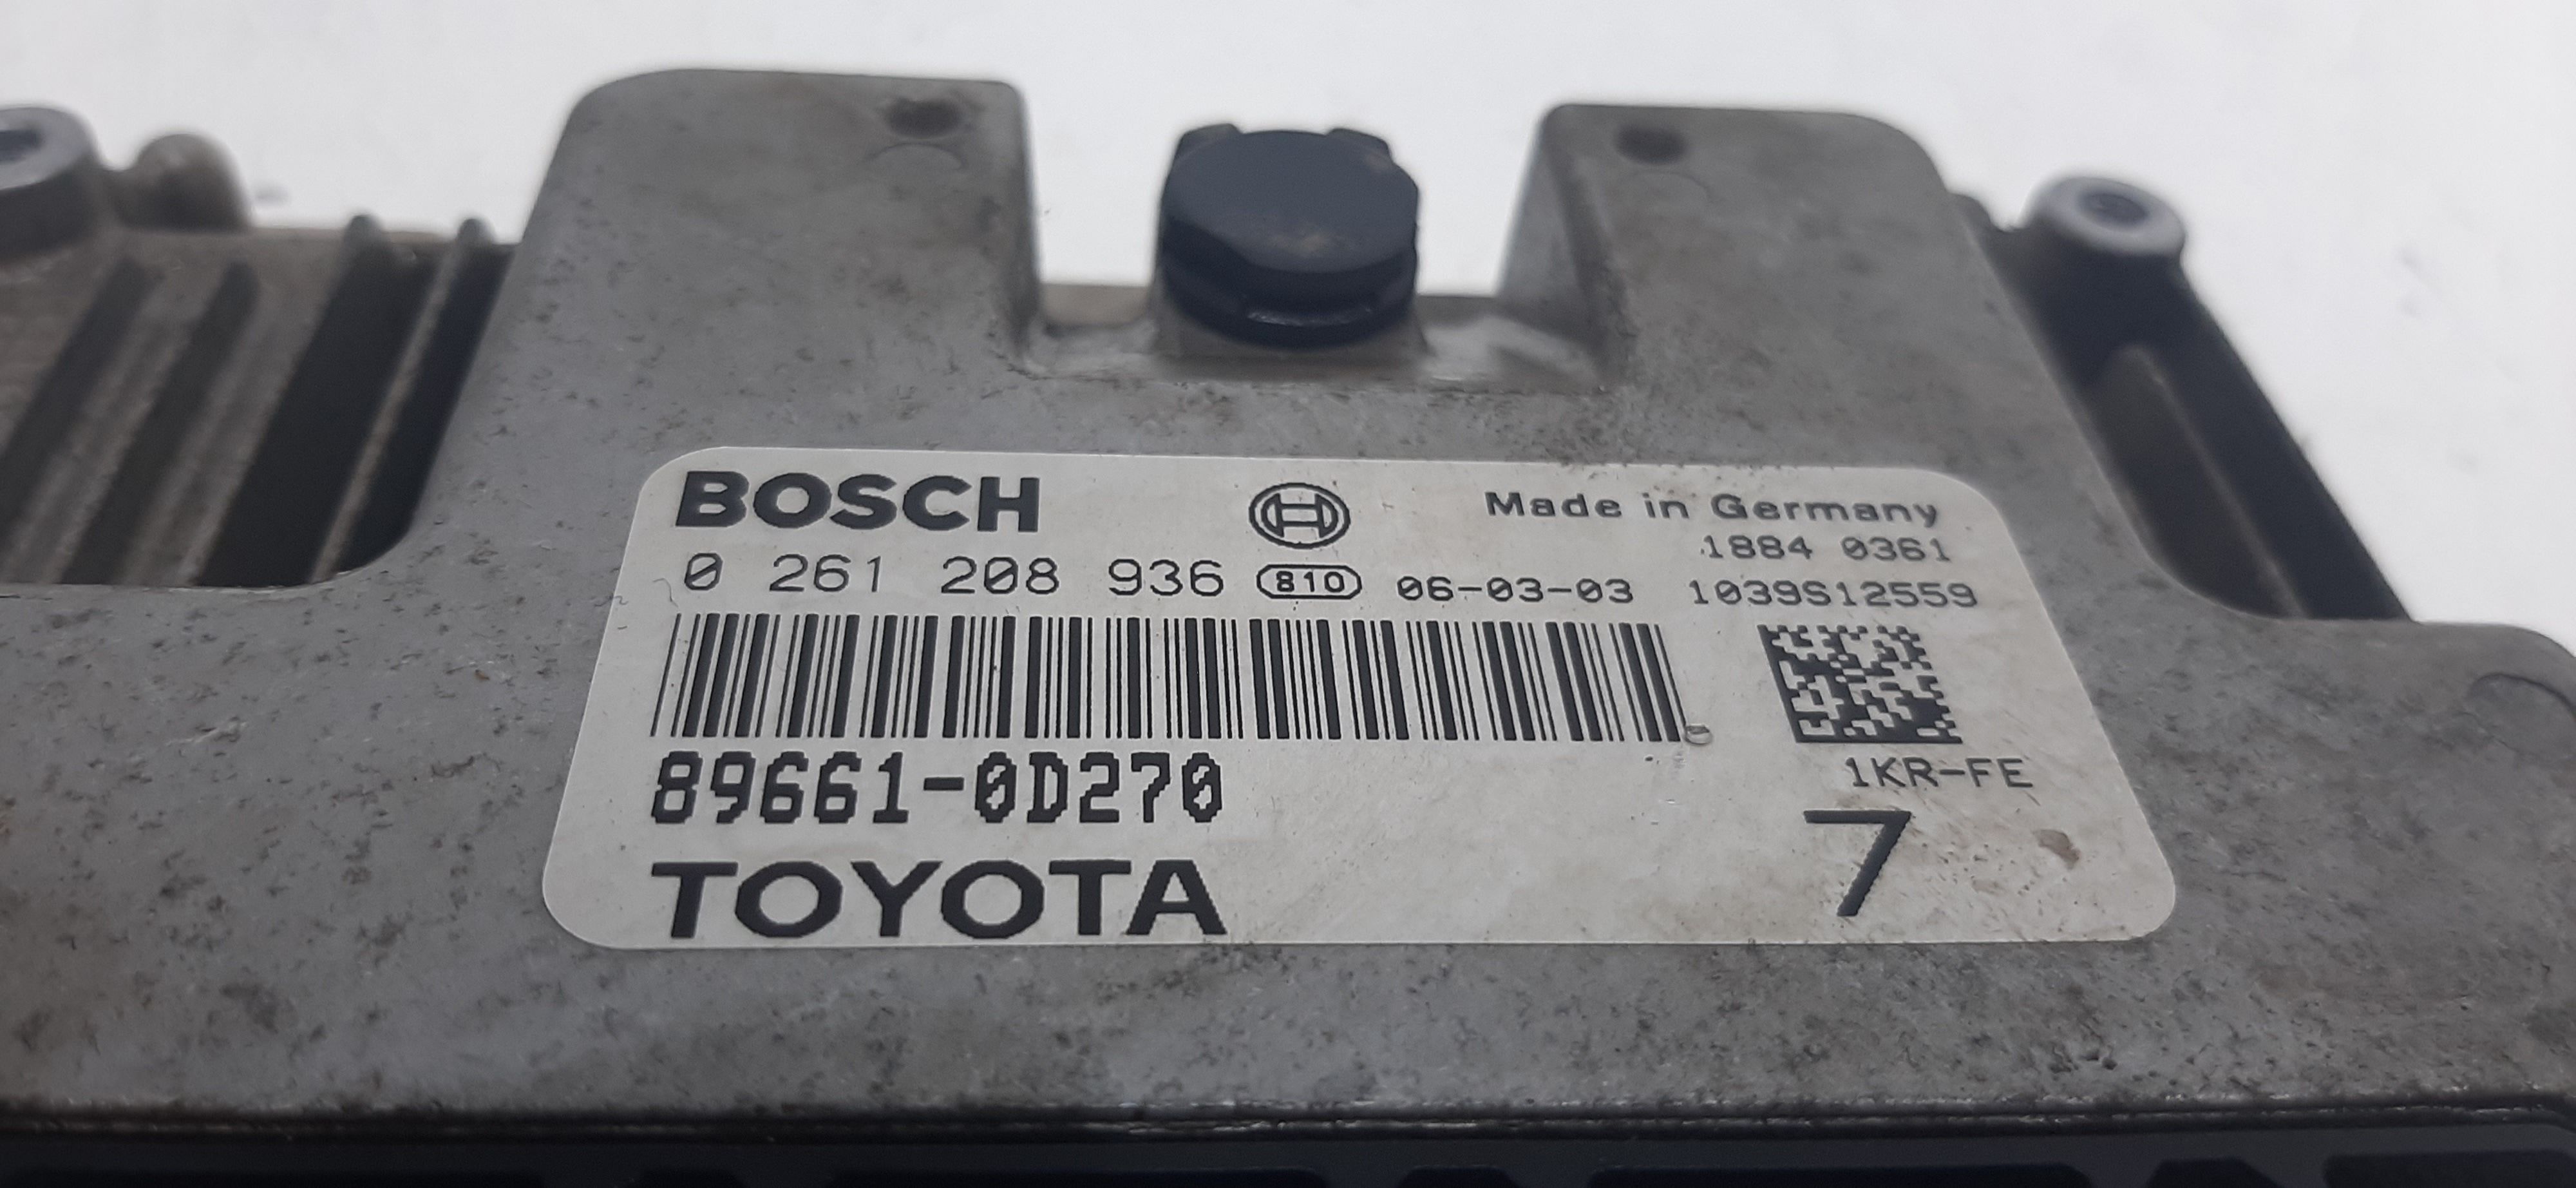 BOSCH Made in Germany
1884 0361
0 261 208 936 810 06-03-03 1039S12559
89661-0D270
1KR-FE
TOYOTA 7